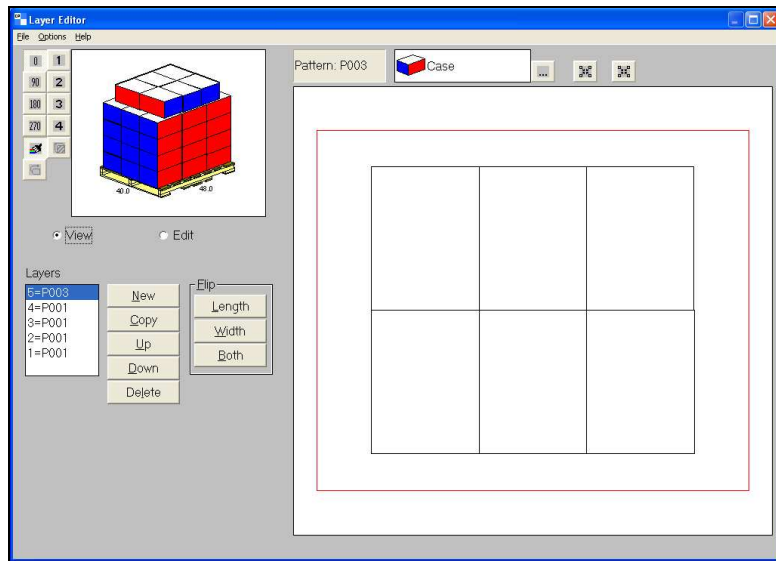 Layer Editor
File Options Help
0 1
90 2
180 3
270 4
40.0 48.0
Pattern: P003
Case
...
View Edit
Layers
5=P003
4=P001
3=P001
2=P001
1=P001
New
Copy
Up
Down
Delete
Flip
Length
Width
Both